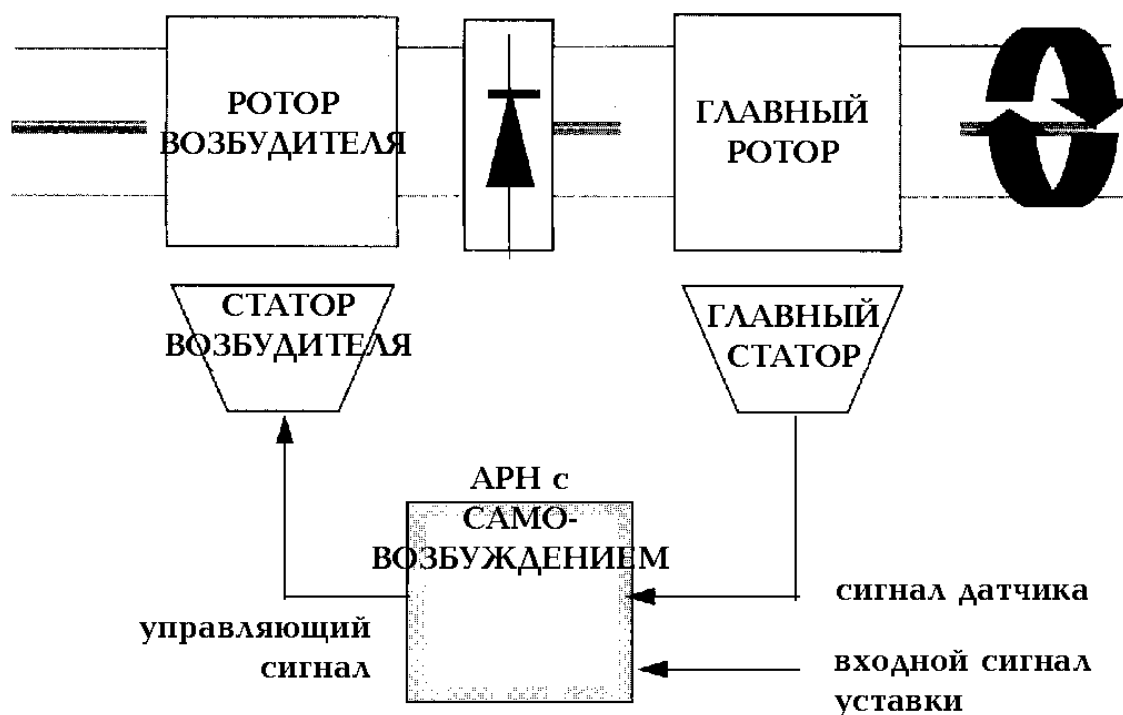 РОТОР
ВОЗБУДИТЕЛЯ
ГЛАВНЫЙ
РОТОР
СТАТОР
ВОЗБУДИТЕЛЯ
ГЛАВНЫЙ
СТАТОР
АРН с
САМО-
ВОЗБУЖДЕНИЕМ
управляющий
сигнал
сигнал датчика
входной сигнал
уставки